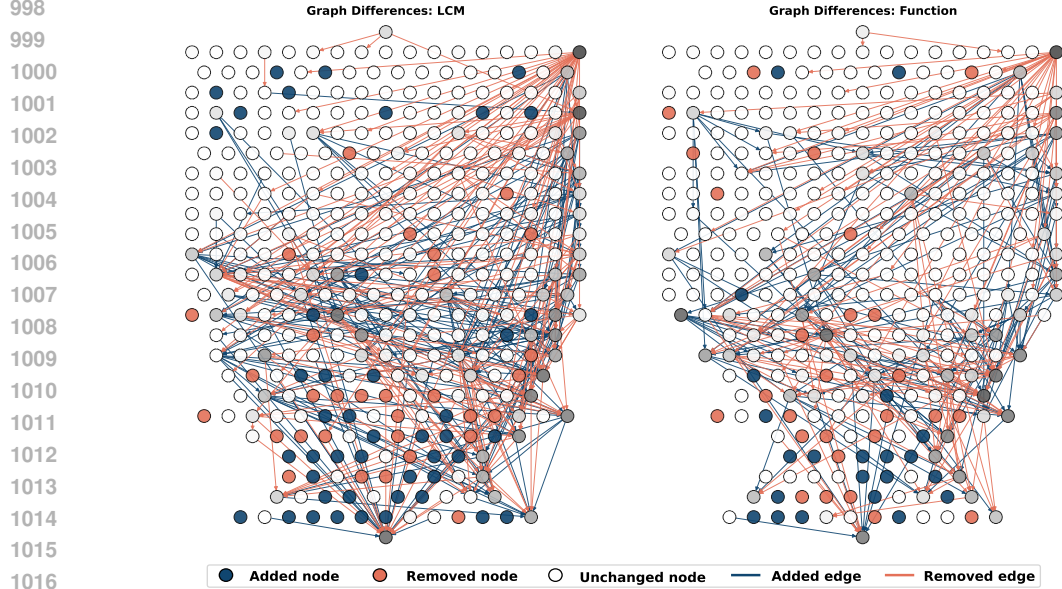 998
Graph Differences: LCM
Graph Differences: Function
999
1000
1001
1002
1003
1004
1005
1006
1007
1008
1009
1010
1011
1012
1013
1014
1015
1016
Added node
Removed node
Unchanged node
Added edge
Removed edge